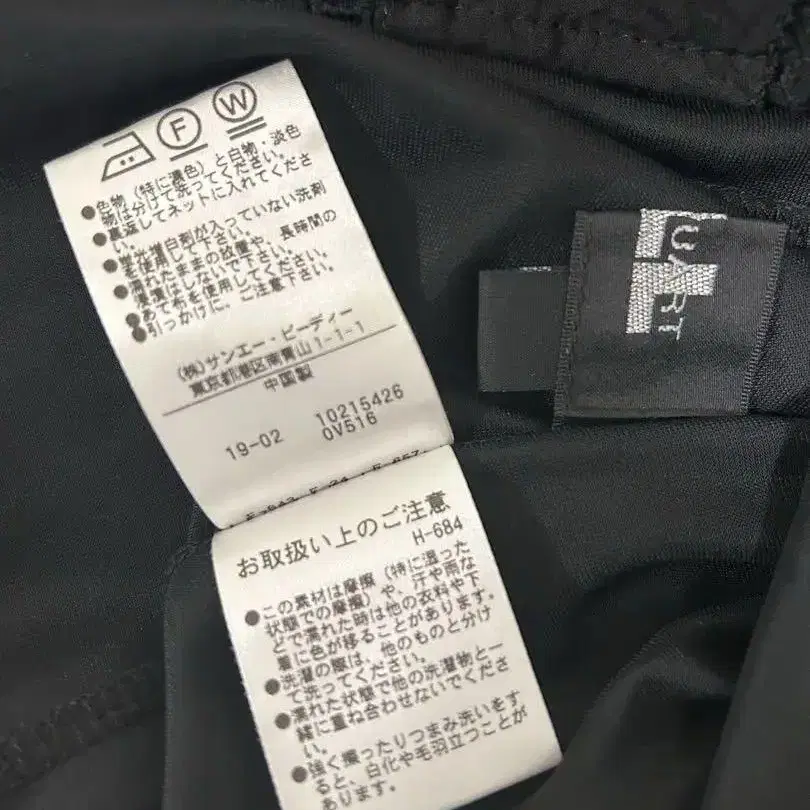 F W
●色物（特に濃色）と白物・淡色
物は分けて洗ってください。
●裏返してネットに入れてくださ
い。
●蛍光増白剤が入っていない洗剤
を使用して下さい。
●濡れたままの放置や、長時間の
浸漬はしないで下さい。
●あて布を使用してください。
●引っかけに、ご注意下さい。
(株)サンエー・ビーディー
東京都港区南青山1-1-1
中国製
19-02 10215426
0V516
お取扱い上のご注意
H-684
●この素材は摩擦（特に湿った
状態での摩擦）や、汗や雨な
どで濡れた時は他の衣料や下
着に色が移ることがあります。
●洗濯の際は、他のものと分け
て洗ってください。
●濡れた状態で他の洗濯物と一
緒に重ね合わせないでくださ
い。
●強く擦ったりつまみ洗いをす
ると、白化や毛羽立つことが
あります。
UART